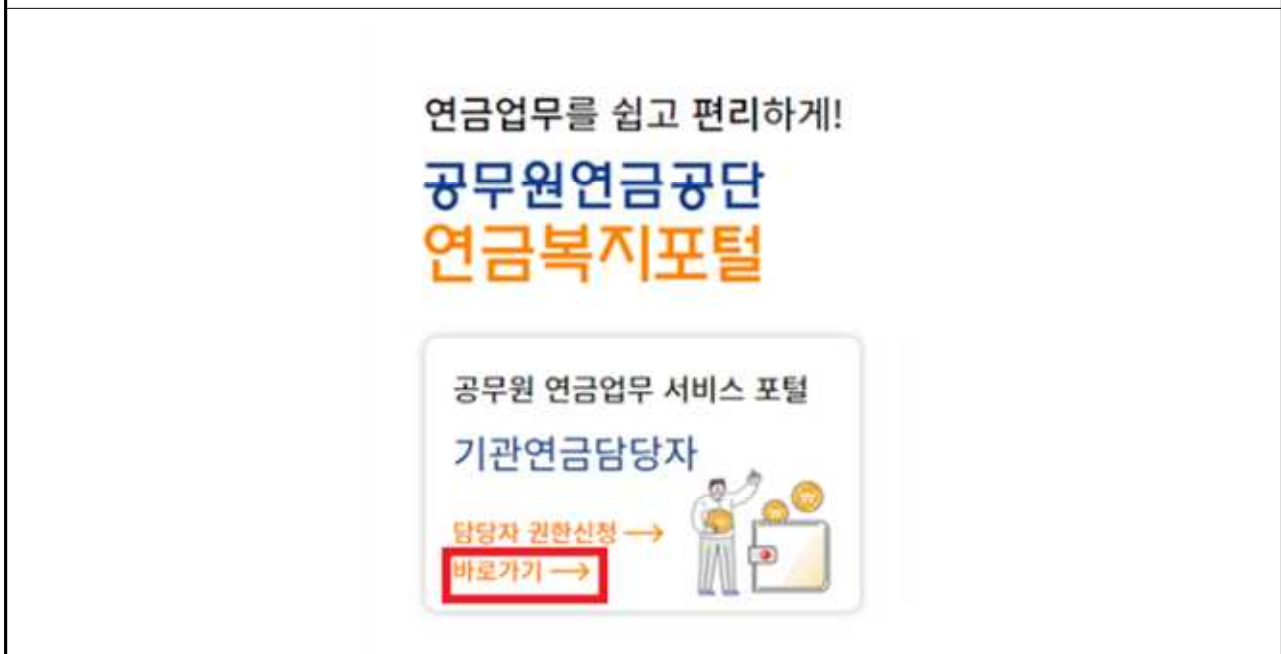 연금업무를 쉽고 편리하게!
공무원연금공단
연금복지포털
공무원 연금업무 서비스 포털
기관연금담당자
담당자 권한신청 →
바로가기 →